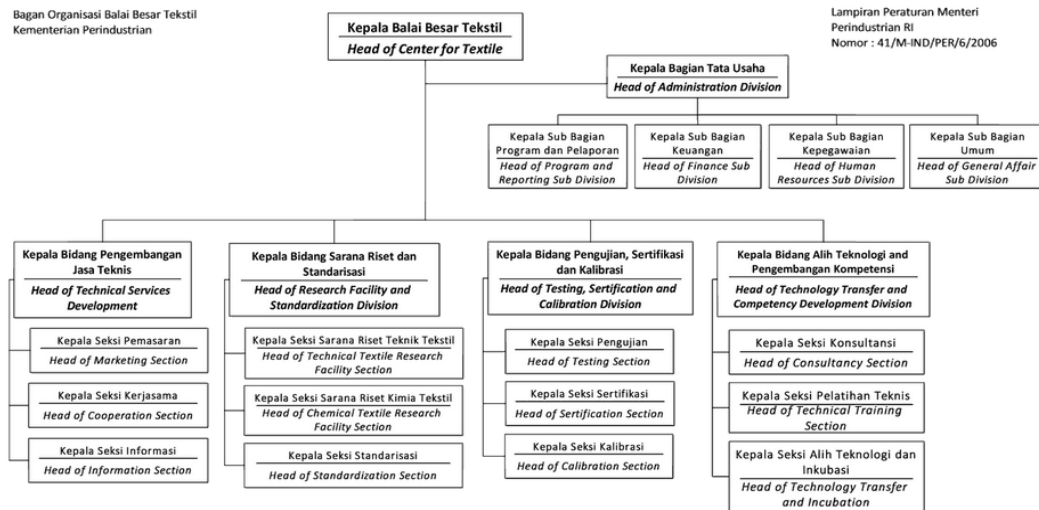 Bagan Organisasi Balai Besar Tekstil
Kementerian Perindustrian
Lampiran Peraturan Menteri
Perindustrian RI
Nomor : 41/M-IND/PER/6/2006
Kepala Balai Besar Tekstil
Head of Center for Textile
Kepala Bagian Tata Usaha
Head of Administration Division
Kepala Sub Bagian
Program dan Pelaporan
Head of Program and
Reporting Sub Division
Kepala Sub Bagian
Keuangan
Head of Finance Sub
Division
Kepala Sub Bagian
Kepegawaian
Head of Human
Resources Sub Division
Kepala Sub Bagian
Umum
Head of General Affair
Sub Division
Kepala Bidang Pengembangan
Jasa Teknis
Head of Technical Services
Development
Kepala Seksi Pemasaran
Head of Marketing Section
Kepala Seksi Kerjasama
Head of Cooperation Section
Kepala Seksi Informasi
Head of Information Section
Kepala Bidang Sarana Riset dan
Standarisasi
Head of Research Facility and
Standardization Division
Kepala Seksi Sarana Riset Teknik Tekstil
Head of Technical Textile Research
Facility Section
Kepala Seksi Sarana Riset Kimia Tekstil
Head of Chemical Textile Research
Facility Section
Kepala Seksi Standarisasi
Head of Standardization Section
Kepala Bidang Pengujian, Sertifikasi
dan Kalibrasi
Head of Testing, Sertification and
Calibration Division
Kepala Seksi Pengujian
Head of Testing Section
Kepala Seksi Sertifikasi
Head of Sertification Section
Kepala Seksi Kalibrasi
Head of Calibration Section
Kepala Bidang Alih Teknologi and
Pengembangan Kompetensi
Head of Technology Transfer and
Competency Development Division
Kepala Seksi Konsultansi
Head of Consultancy Section
Kepala Seksi Pelatihan Teknis
Head of Technical Training
Section
Kepala Seksi Alih Teknologi dan
Inkubasi
Head of Technology Transfer
and Incubation